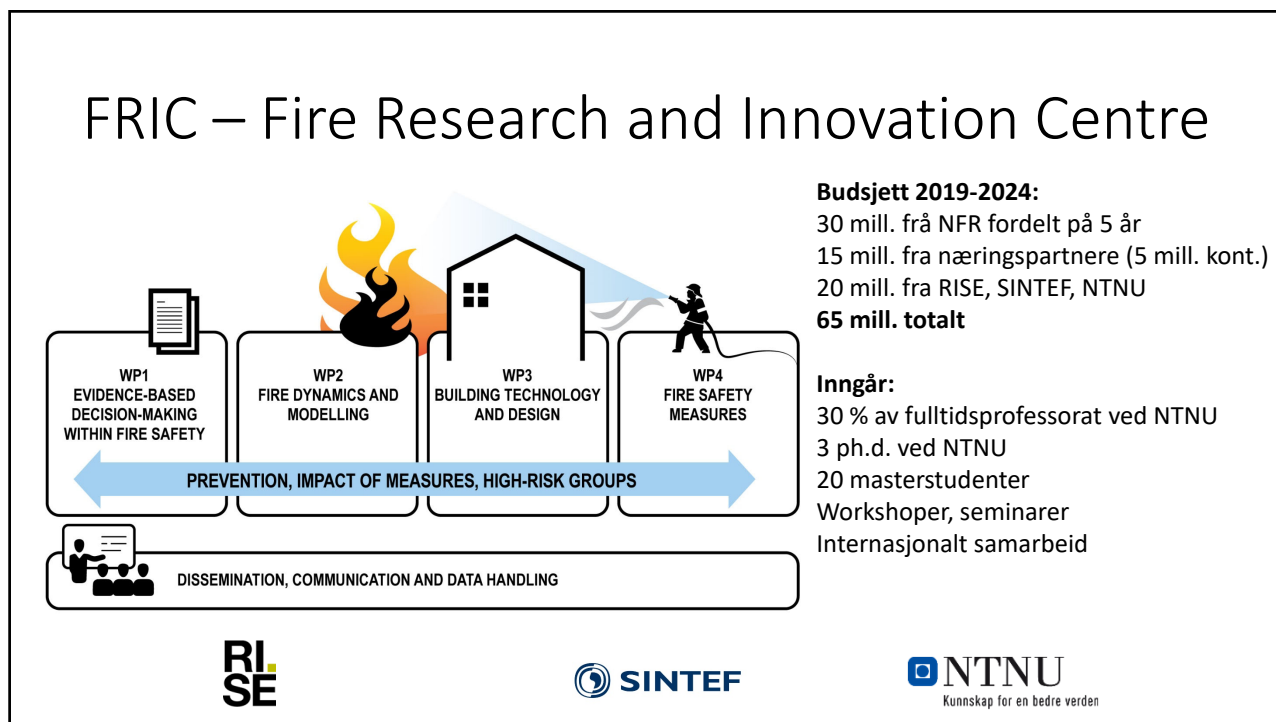 FRIC – Fire Research and Innovation Centre
Budsjett 2019-2024:
30 mill. frå NFR fordelt på 5 år
15 mill. fra næringspartnere (5 mill. kont.)
20 mill. fra RISE, SINTEF, NTNU
65 mill. totalt
Inngår:
30 % av fulltidsprofessorat ved NTNU
3 ph.d. ved NTNU
20 masterstudenter
Workshoper, seminarer
Internasjonalt samarbeid
WP1
EVIDENCE-BASED
DECISION-MAKING
WITHIN FIRE SAFETY
WP2
FIRE DYNAMICS AND
MODELLING
WP3
BUILDING TECHNOLOGY
AND DESIGN
WP4
FIRE SAFETY
MEASURES
PREVENTION, IMPACT OF MEASURES, HIGH-RISK GROUPS
DISSEMINATION, COMMUNICATION AND DATA HANDLING
RI.
SE
SINTEF
NTNU
Kunnskap for en bedre verden